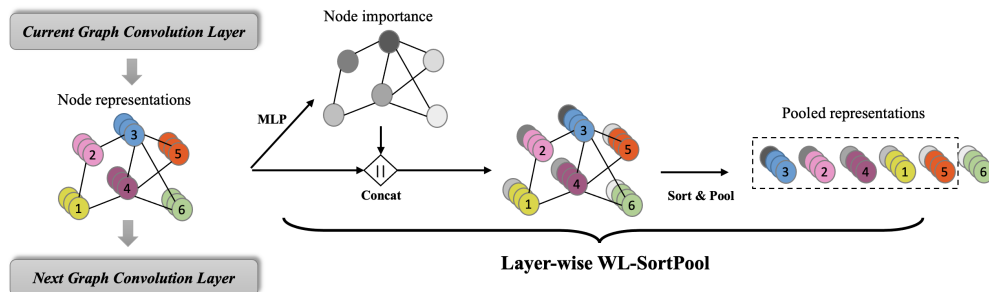 Current Graph Convolution Layer
Node representations
3
2
5
4
1
6
Next Graph Convolution Layer
Node importance
MLP
||
Concat
3
2
5
4
1
6
Sort & Pool
Pooled representations
3
2
4
1
5
6
Layer-wise WL-SortPool